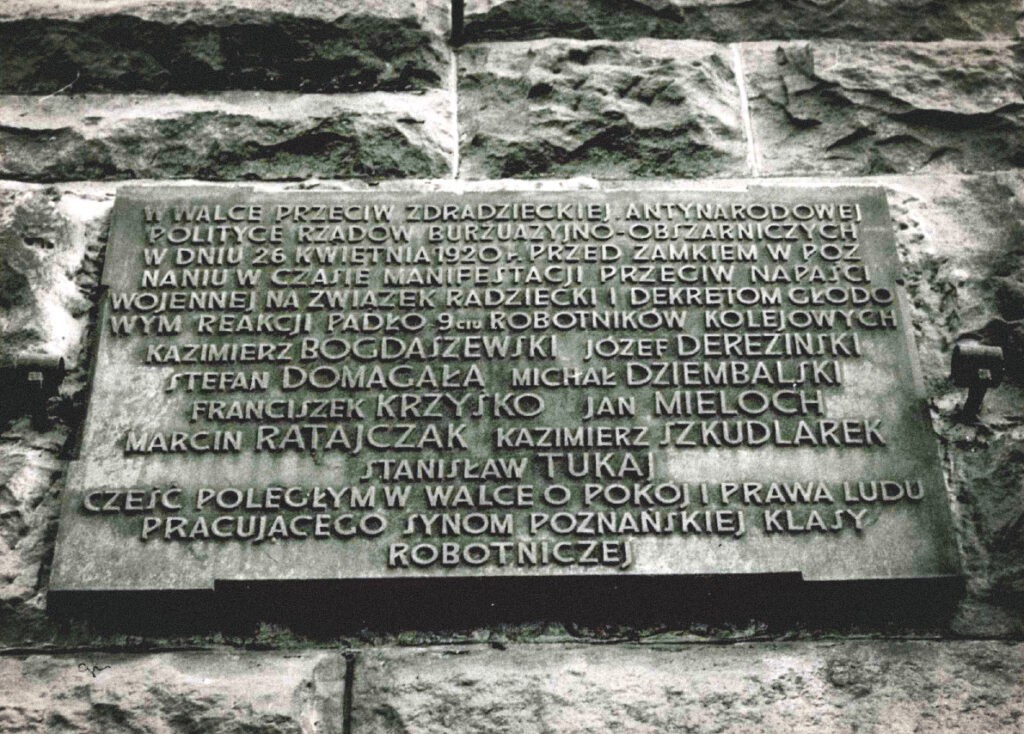 W WALCE PRZECIW ZDRADZIECKIEJ ANTYNARODOWEJ
POLITYCE RZĄDÓW BURŻUAZYJNO-OBSZARNICZYCH
W DNIU 26 KWIETNIA 1920 r. PRZED ZAMKIEM W POZ
NANIU W CZASIE MANIFESTACJI PRZECIW NAPAŚCI
WOJENNEJ NA ZWIĄZEK RADZIECKI I DEKRETOM GŁODO
WYM REAKCJI PADŁO 9ciu ROBOTNIKÓW KOLEJOWYCH
KAZIMIERZ BOGDASZEWSKI JÓZEF DEREZIŃSKI
STEFAN DOMAGAŁA MICHAŁ DZIEMBALSKI
FRANCISZEK KRZYŚKO JAN MIELOCH
MARCIN RATAJCZAK KAZIMIERZ SZKUDLAREK
STANISŁAW TUKAJ
CZEŚĆ POLEGŁYM W WALCE O POKÓJ I PRAWA LUDU
PRACUJĄCEGO SYNOM POZNAŃSKIEJ KLASY
ROBOTNICZEJ